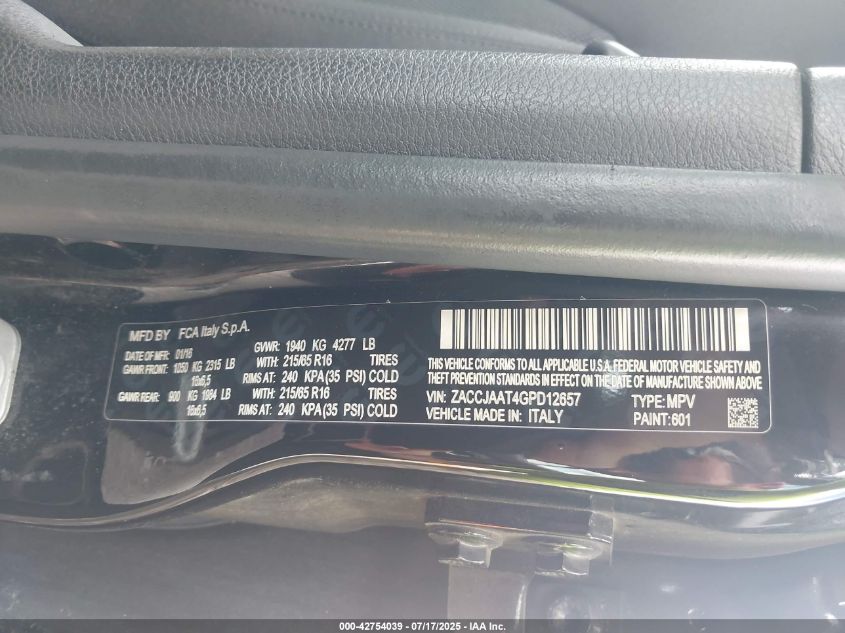 MFD BY FCA Italy S.p.A.
DATE OF MFR: 01/16 GVWR: 1940 KG 4277 LB
GAWR FRONT: 1050 KG 2315 LB WITH: 215/65 R16 TIRES
16x6,5 RIMS AT: 240 KPA (35 PSI) COLD
GAWR REAR: 900 KG 1984 LB WITH: 215/65 R16 TIRES
16x6,5 RIMS AT: 240 KPA (35 PSI) COLD
THIS VEHICLE CONFORMS TO ALL APPLICABLE U.S.A. FEDERAL MOTOR VEHICLE SAFETY AND
THEFT PREVENTION STANDARDS IN EFFECT ON THE DATE OF MANUFACTURE SHOWN ABOVE
VIN: ZACCJAAT4GPD12657 TYPE: MPV
VEHICLE MADE IN: ITALY PAINT: 601
000-42754039 - 07/17/2025 - IAA Inc.